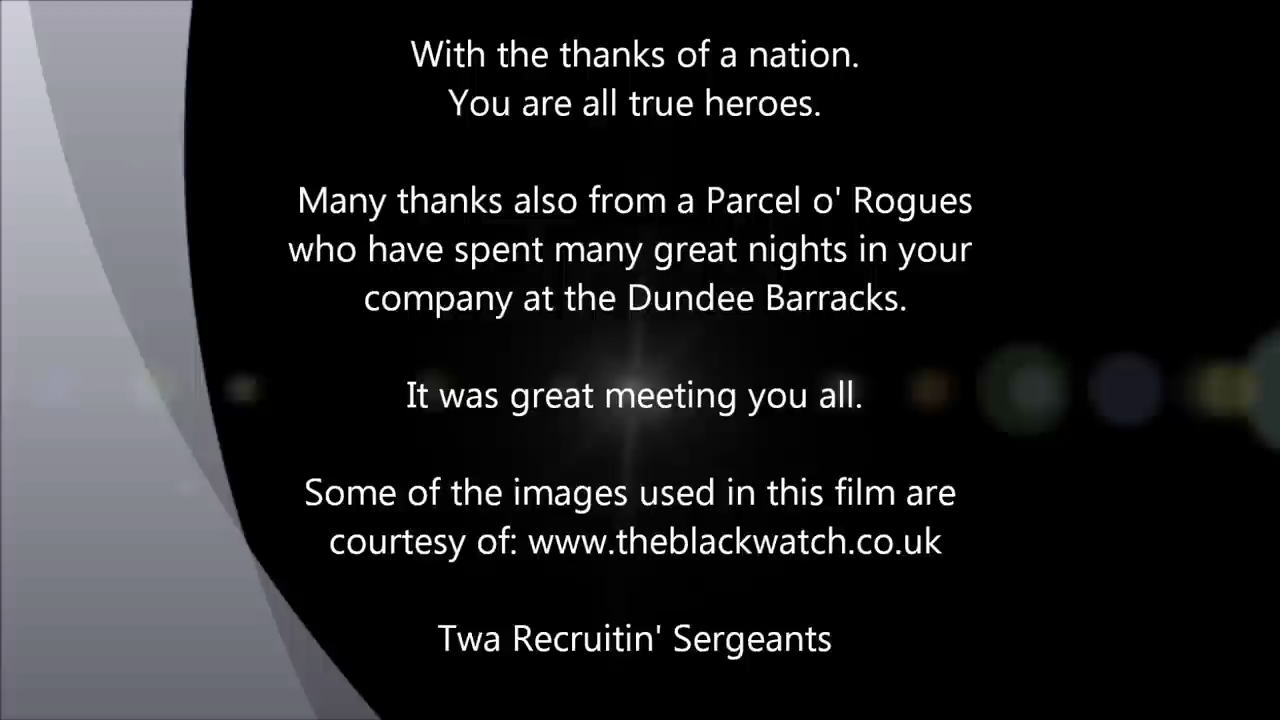 With the thanks of a nation.
You are all true heroes.
Many thanks also from a Parcel o' Rogues
who have spent many great nights in your
company at the Dundee Barracks.
It was great meeting you all.
Some of the images used in this film are
courtesy of: www.theblackwatch.co.uk
Twa Recruitin' Sergeants